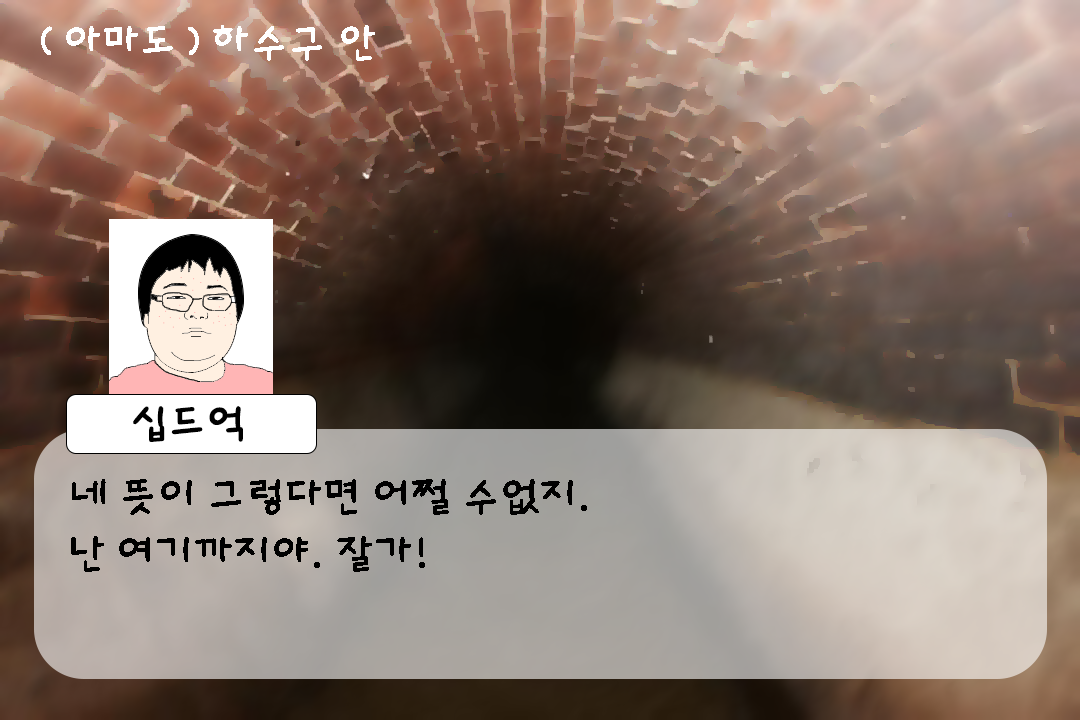 ( 아마도 ) 하수구 안
십드억
네 뜻이 그렇다면 어쩔 수없지.
난 여기까지야. 잘가!